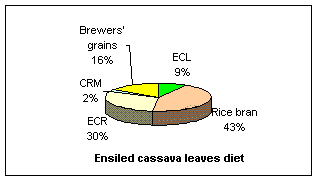 Brewers'
grains
16%
ECL
9%
CRM
2%
Rice bran
43%
ECR
30%
Ensiled cassava leaves diet